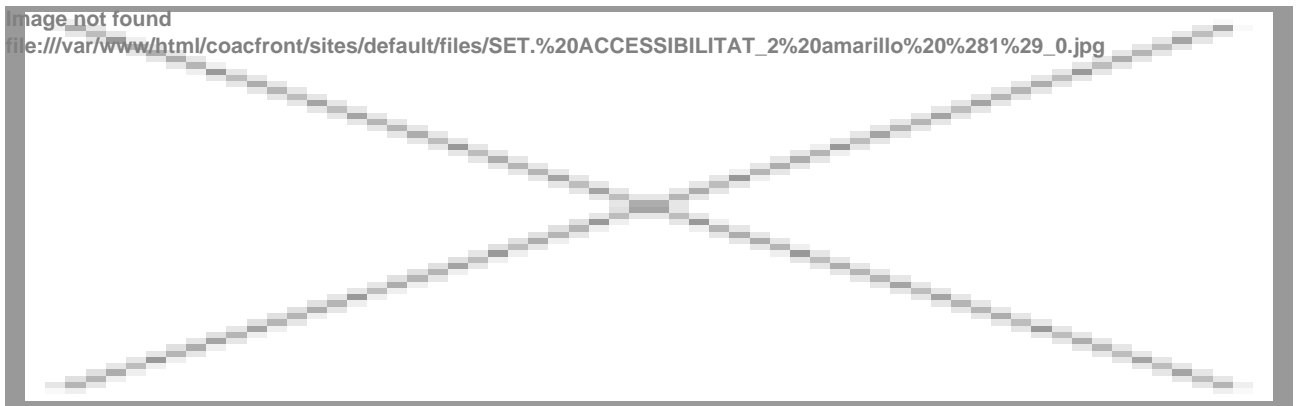 Image not found
file:///var/www/html/coacfront/sites/default/files/SET.%20ACCESSIBILITAT_2%20amarillo%20%281%29_0.jpg